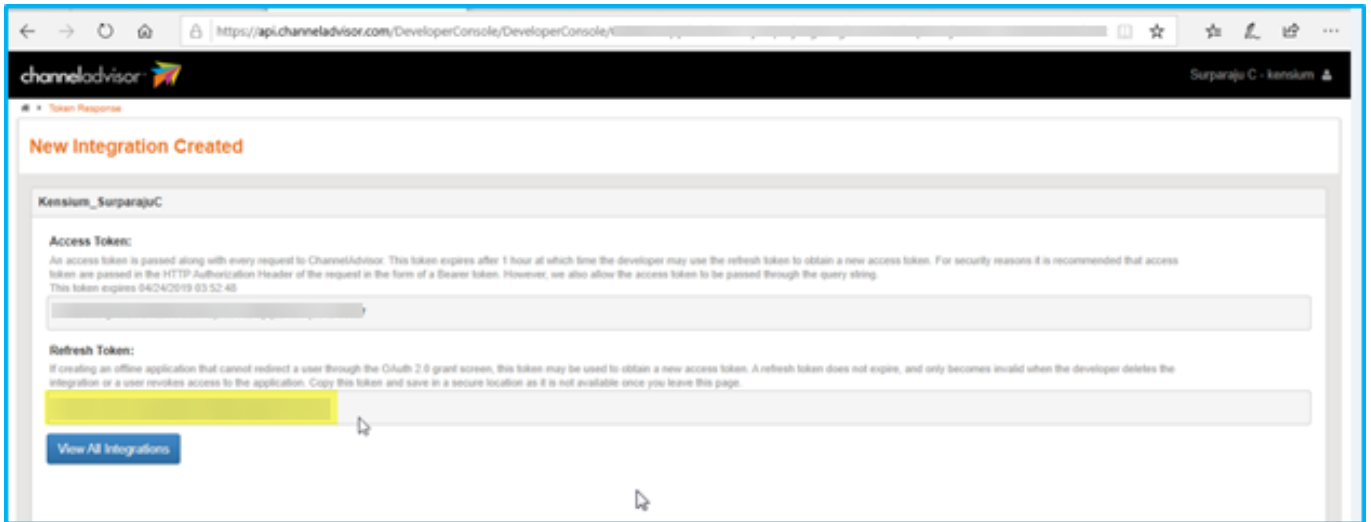 https://api.channeladvisor.com/DeveloperConsole/DeveloperConsole/
channeladvisor
Surparaju C - kensium
Token Response
New Integration Created
Kensium_SurparajuC
Access Token:
An access token is passed along with every request to ChannelAdvisor. This token expires after 1 hour at which time the developer may use the refresh token to obtain a new access token. For security reasons it is recommended that access
token are passed in the HTTP Authorization Header of the request in the form of a Bearer token. However, we also allow the access token to be passed through the query string.
This token expires 04/24/2019 03:52:48
Refresh Token:
If creating an offline application that cannot redirect a user through the OAuth 2.0 grant screen, this token may be used to obtain a new access token. A refresh token does not expire, and only becomes invalid when the developer deletes the
integration or a user revokes access to the application. Copy this token and save in a secure location as it is not available once you leave this page.
View All Integrations